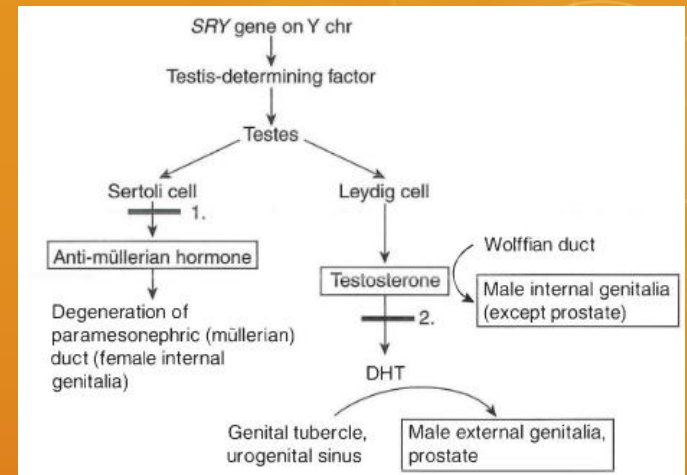 SRY gene on Y chr
Testis-determining factor
Testes
Sertoli cell
Leydig cell
1.
Anti-müllerian hormone
Degeneration of
paramesonephric (müllerian)
duct (female internal
genitalia)
Testosterone
Wolffian duct
Male internal genitalia
(except prostate)
2.
DHT
Genital tubercle,
urogenital sinus
Male external genitalia,
prostate